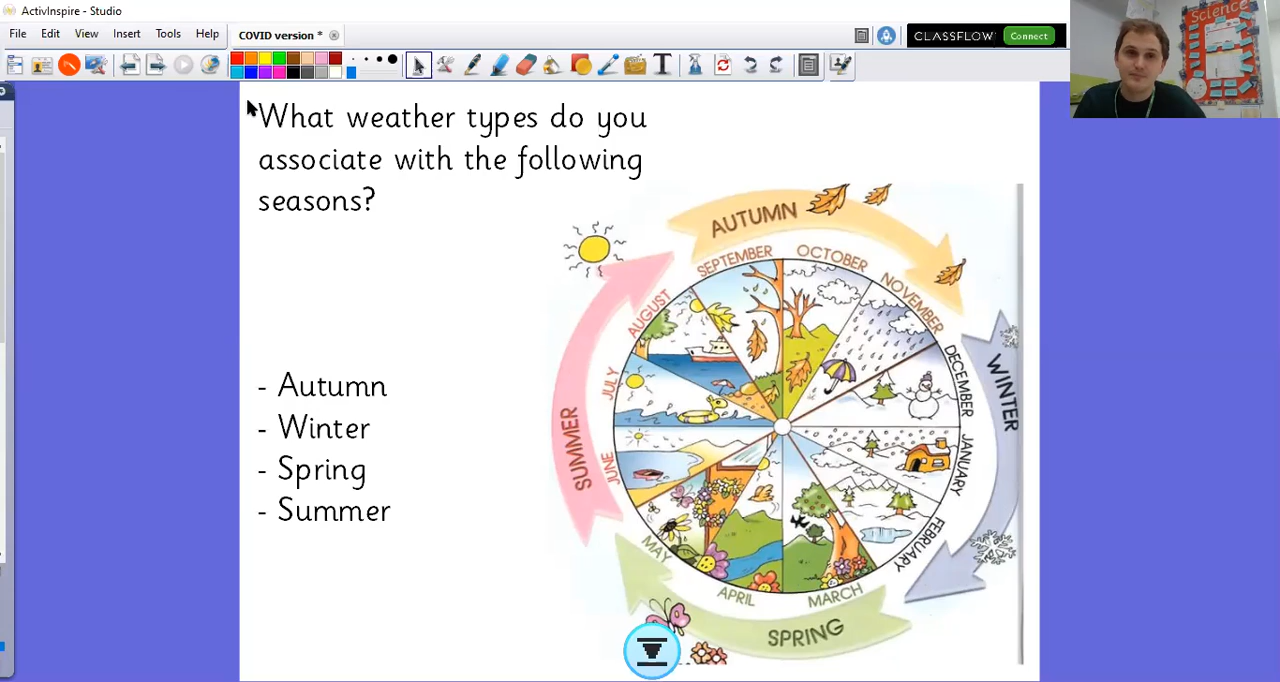 ActivInspire - Studio
File Edit View Insert Tools Help
COVID version *
CLASSFLOW
Connect
Science
What weather types do you
associate with the following
seasons?
- Autumn
- Winter
- Spring
- Summer
AUTUMN
SEPTEMBER
OCTOBER
NOVEMBER
WINTER
DECEMBER
JANUARY
FEBRUARY
SPRING
MARCH
APRIL
MAY
SUMMER
JUNE
JULY
AUGUST